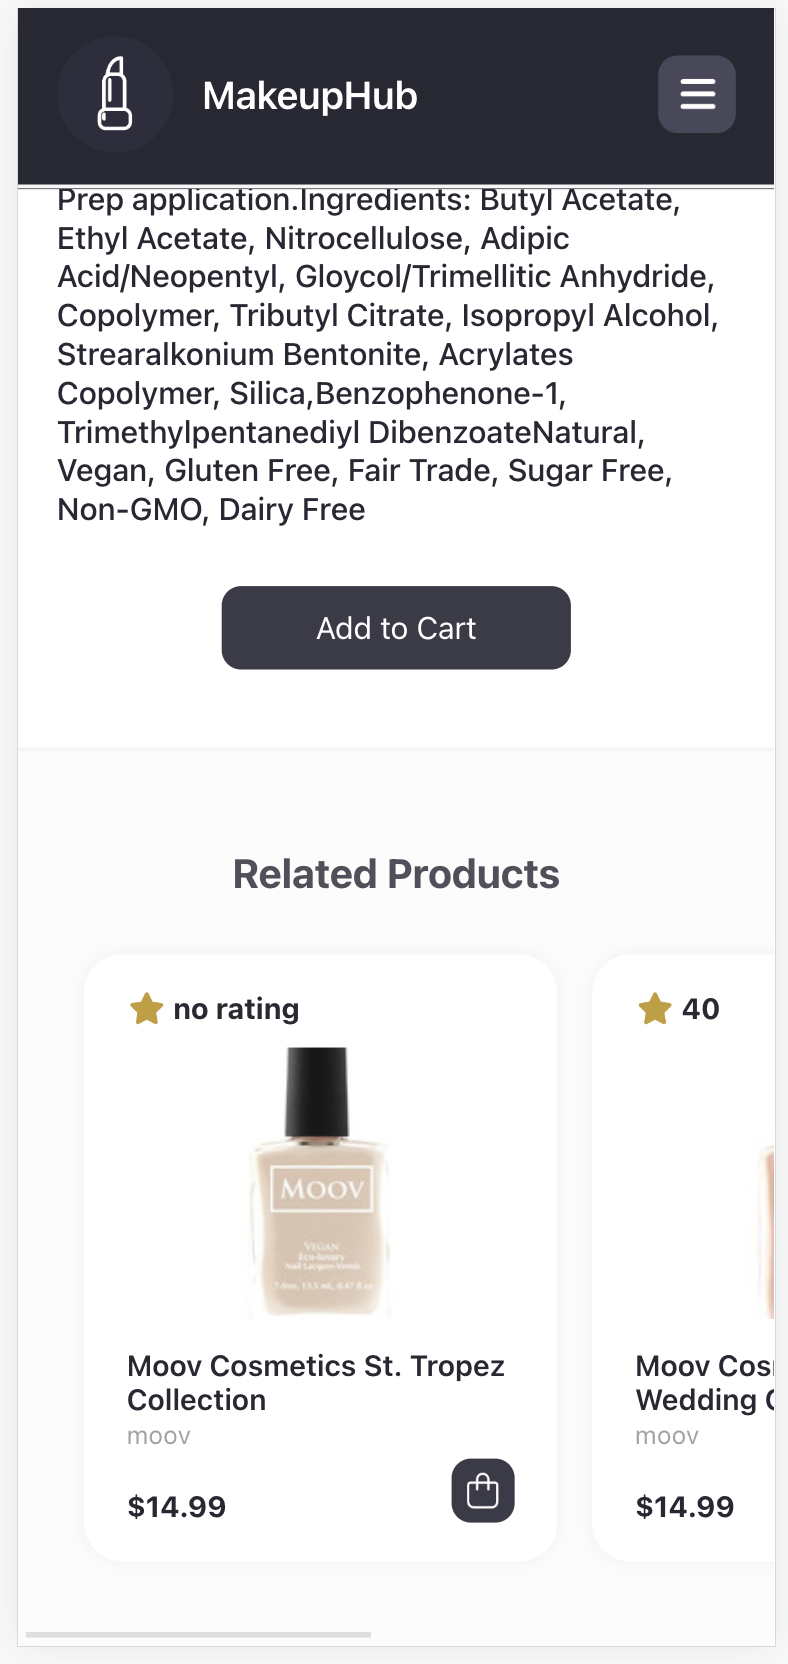 MakeupHub
Prep application.Ingredients: Butyl Acetate,
Ethyl Acetate, Nitrocellulose, Adipic
Acid/Neopentyl, Gloycol/Trimellitic Anhydride,
Copolymer, Tributyl Citrate, Isopropyl Alcohol,
Strearalkonium Bentonite, Acrylates
Copolymer, Silica,Benzophenone-1,
Trimethylpentanediyl DibenzoateNatural,
Vegan, Gluten Free, Fair Trade, Sugar Free,
Non-GMO, Dairy Free
Add to Cart
Related Products
no rating
MOOV
VEGAN
Eco-luxury
Nail Lacquer-Vernis
Moov Cosmetics St. Tropez
Collection
moov
$14.99
40
Moov Cos
Wedding
moov
$14.99